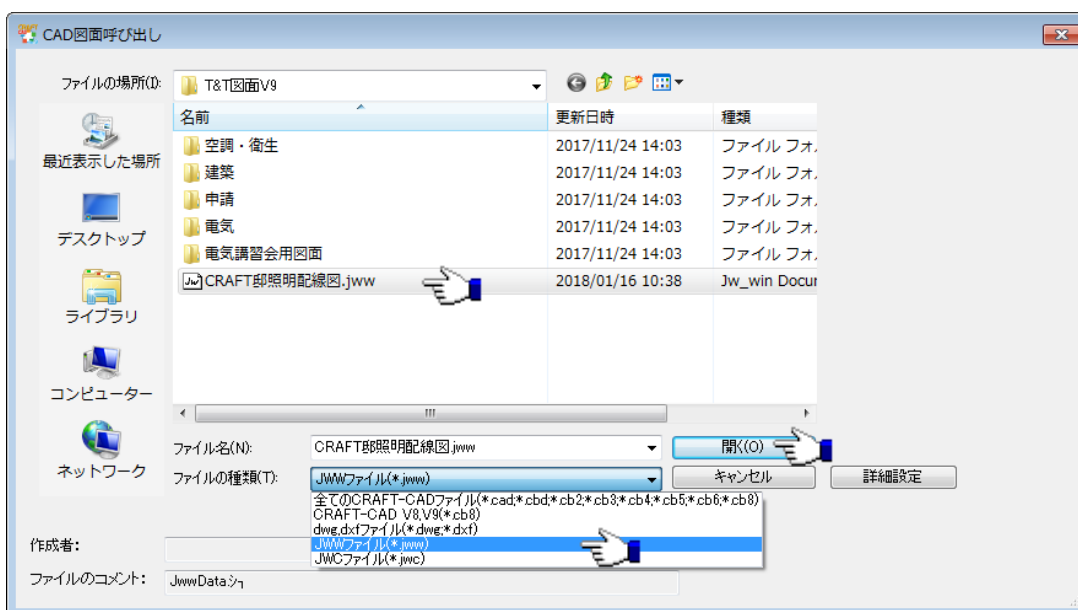 CAD図面呼び出し
ファイルの場所(I):
T&T図面V9
名前 更新日時 種類
空調・衛生 2017/11/24 14:03 ファイル フォ
建築 2017/11/24 14:03 ファイル フォ
申請 2017/11/24 14:03 ファイル フォ
電気 2017/11/24 14:03 ファイル フォ
電気講習会用図面 2017/11/24 14:03 ファイル フォ
CRAFT邸照明配線図.jww 2018/01/16 10:38 Jw_win Docum
最近表示した場所
デスクトップ
ライブラリ
コンピューター
ネットワーク
ファイル名(N): CRAFT邸照明配線図.jww 開く(O)
ファイルの種類(T): JWWファイル(*.jww) キャンセル 詳細設定
全てのCRAFT-CADファイル(*.cad;*.cbd;*.cb2;*.cb3;*.cb4;*.cb5;*.cb6;*.cb8)
CRAFT-CAD V8,V9(*.cb8)
dwg,dxfファイル(*.dwg;*.dxf)
JWWファイル(*.jww)
JWCファイル(*.jwc)
作成者:
ファイルのコメント: JwwData.ｼｭ